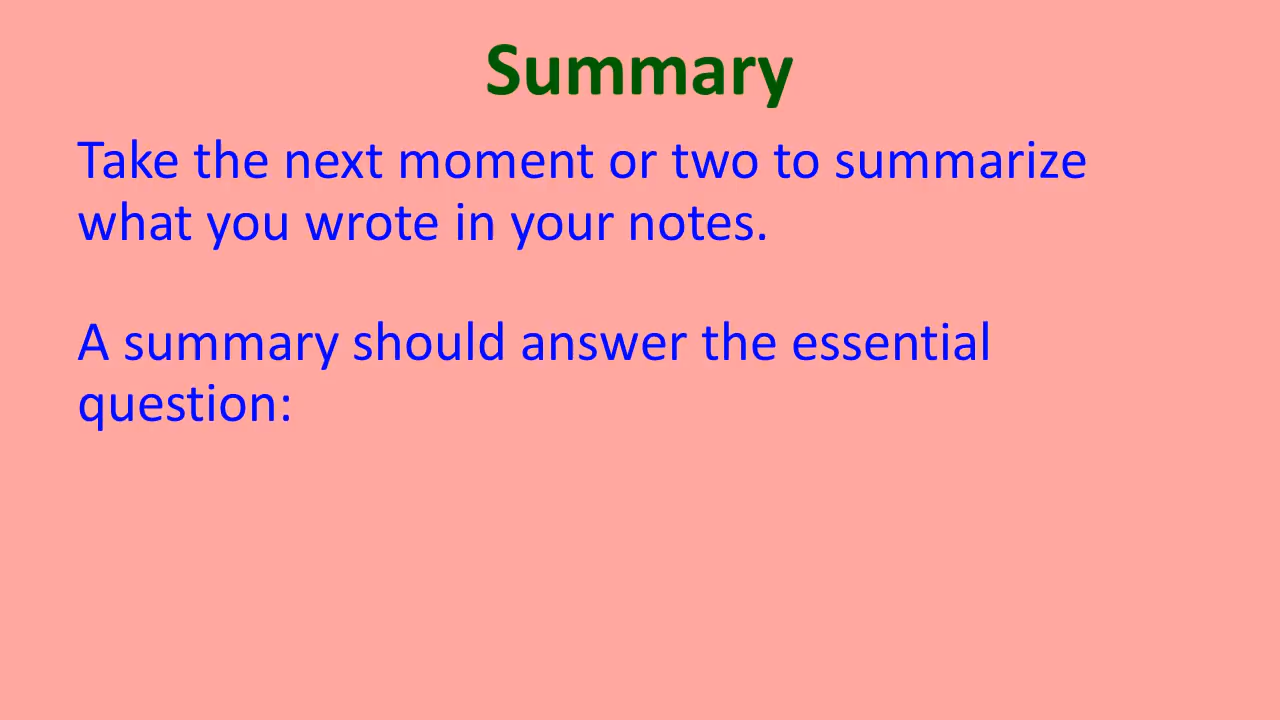 Summary
Take the next moment or two to summarize
what you wrote in your notes.
A summary should answer the essential
question: